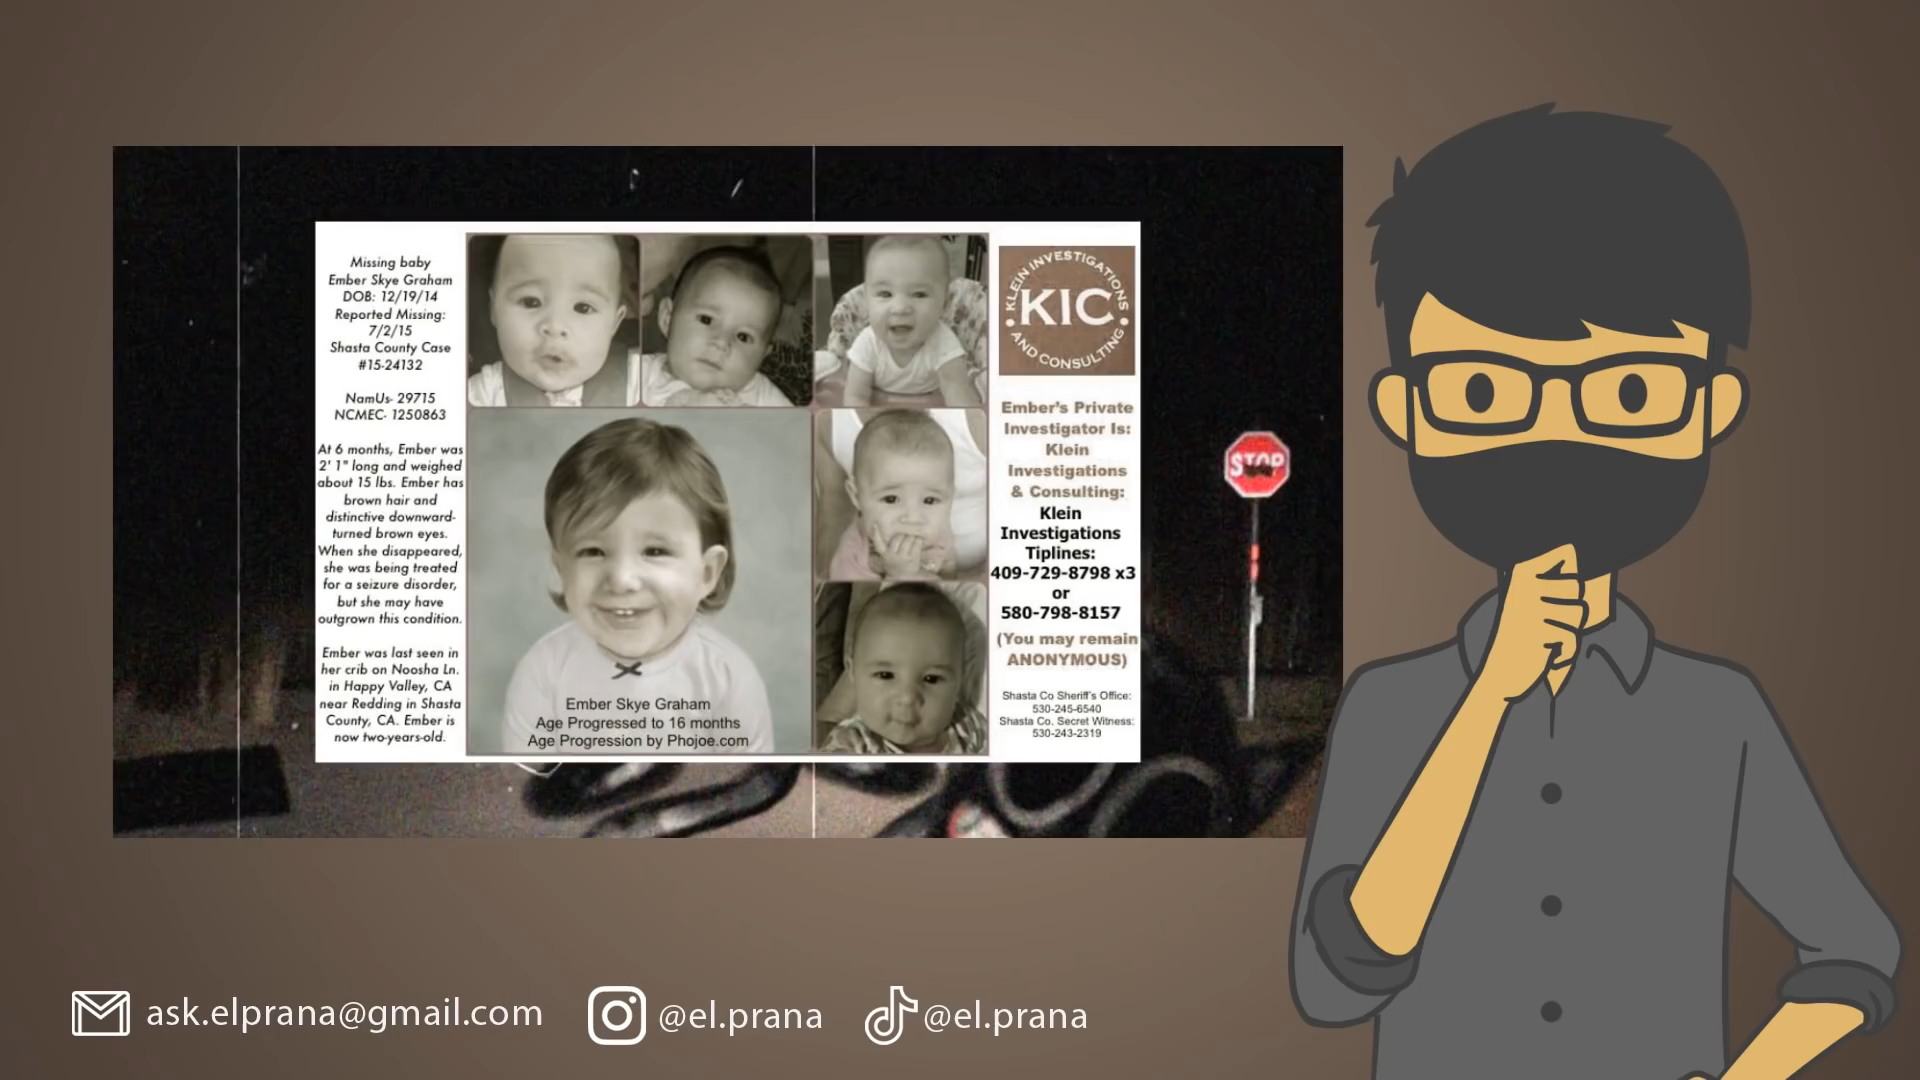 Missing baby
Ember Skye Graham
DOB: 12/19/14
Reported Missing:
7/2/15
Shasta County Case
#15-24132
NamUs- 29715
NCMEC- 1250863
At 6 months, Ember was
2' 1" long and weighed
about 15 lbs. Ember has
brown hair and
distinctive downward-
turned brown eyes.
When she disappeared,
she was being treated
for a seizure disorder,
but she may have
outgrown this condition.
Ember was last seen in
her crib on Noosha Ln.
in Happy Valley, CA
near Redding in Shasta
County, CA. Ember is
now two-years-old.
Ember Skye Graham
Age Progressed to 16 months
Age Progression by Phojoe.com
KLEIN INVESTIGATIONS
KIC
AND CONSULTING
Ember's Private
Investigator Is:
Klein
Investigations
& Consulting:
Klein
Investigations
Tiplines:
409-729-8798 x3
or
580-798-8157
(You may remain
ANONYMOUS)
Shasta Co Sheriff's Office:
530-245-6540
Shasta Co. Secret Witness:
530-243-2319
STOP
ask.elprana@gmail.com
@el.prana
@el.prana